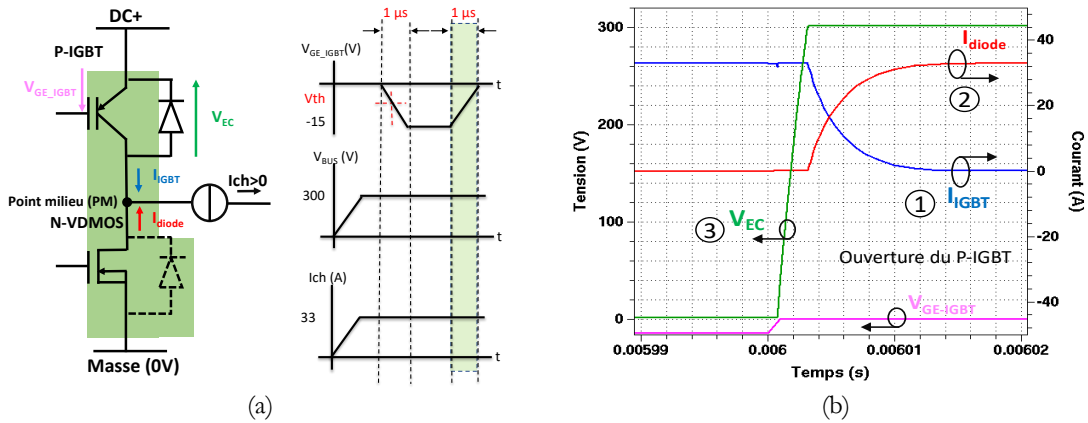 DC+
P-IGBT
V_GE_IGBT
V_EC
I_IGBT
Ich>0
Point milieu (PM)
N-VDMOS
I_diode
Masse (0V)
1 µs
1 µs
V_GE_IGBT(V)
t
Vth
-15
V_BUS (V)
300
t
Ich (A)
33
t
(a)
300
200
100
0
Tension (V)
40
20
0
-20
-40
Courant (A)
I_diode
2
1
I_IGBT
3
V_EC
Ouverture du P-IGBT
V_GE-IGBT
0.00599
0.006
0.00601
0.00602
Temps (s)
(b)